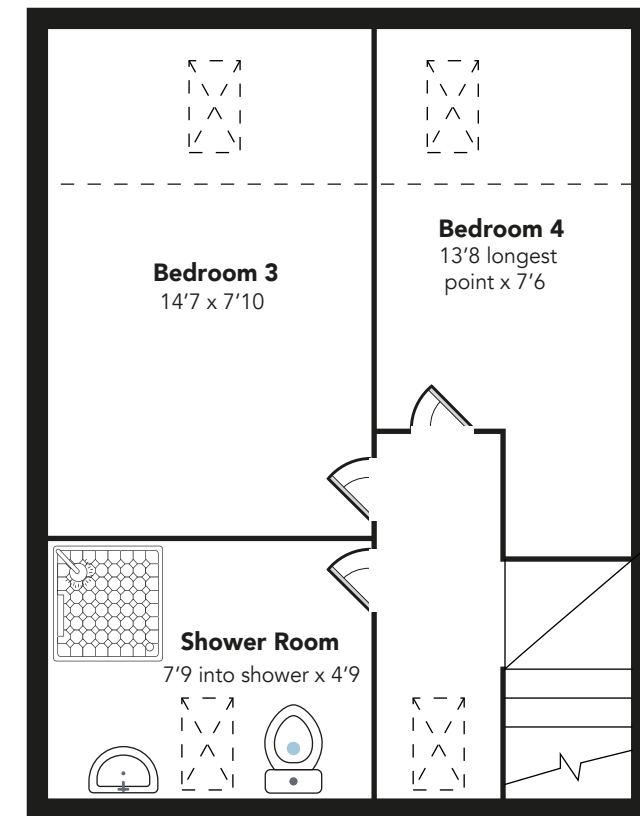 Bedroom 3
14'7 x 7'10
Bedroom 4
13'8 longest
point x 7'6
Shower Room
7'9 into shower x 4'9